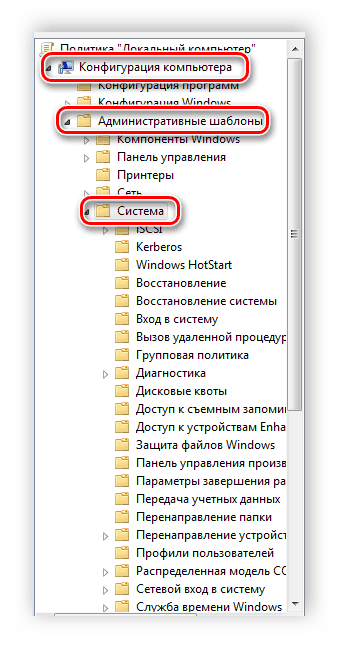 Политика "Локальный компьютер"
Конфигурация компьютера
Конфигурация программ
Конфигурация Windows
Административные шаблоны
Компоненты Windows
Панель управления
Принтеры
Сеть
Система
iSCSI
Kerberos
Windows HotStart
Восстановление
Восстановление системы
Вход в систему
Вызов удаленной процедур
Групповая политика
Диагностика
Дисковые квоты
Доступ к съемным запоми
Доступ к устройствам Enha
Защита файлов Windows
Панель управления произв
Параметры завершения ра
Передача учетных данных
Перенаправление папки
Перенаправление устройст
Профили пользователей
Распределенная модель CO
Сетевой вход в систему
Служба времени Windows